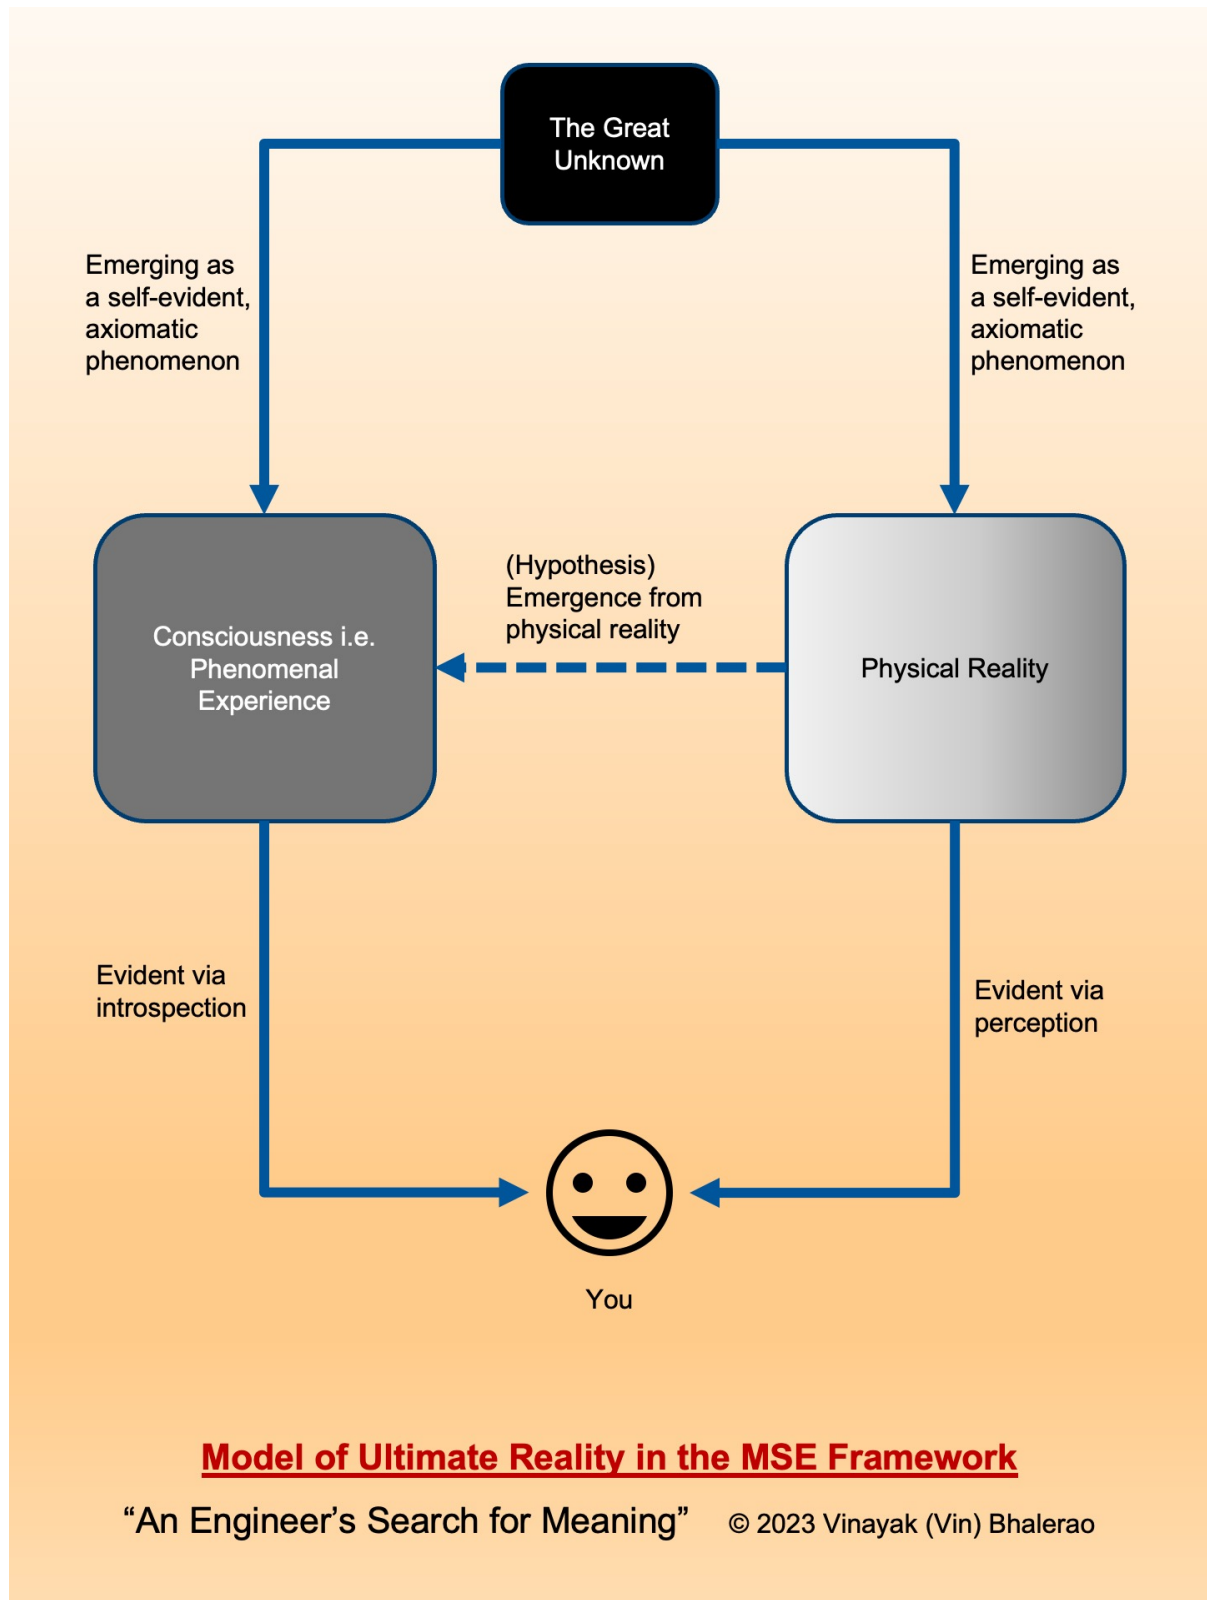 The Great
Unknown
Emerging as
a self-evident,
axiomatic
phenomenon
Emerging as
a self-evident,
axiomatic
phenomenon
(Hypothesis)
Emergence from
physical reality
Consciousness i.e.
Phenomenal
Experience
Physical Reality
Evident via
introspection
Evident via
perception
You
Model of Ultimate Reality in the MSE Framework
“An Engineer’s Search for Meaning” © 2023 Vinayak (Vin) Bhalerao